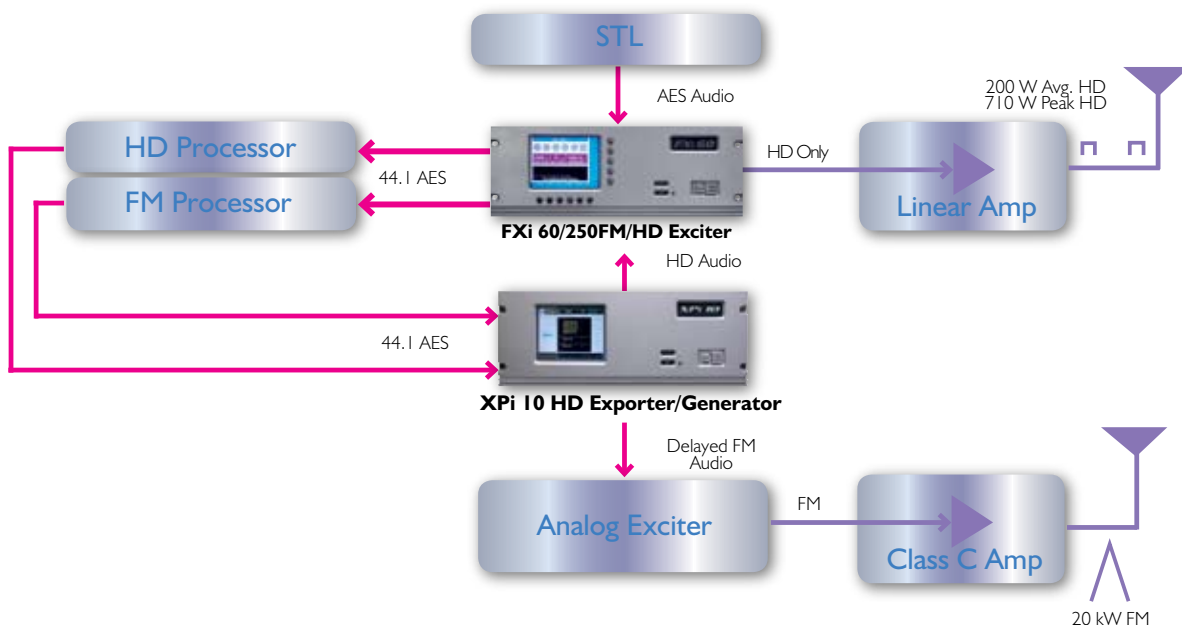 STL
AES Audio
200 W Avg. HD
710 W Peak HD
HD Processor
FM Processor
44.1 AES
HD Only
Linear Amp
FXi 60/250FM/HD Exciter
HD Audio
44.1 AES
XPi 10
XPi 10 HD Exporter/Generator
Delayed FM
Audio
Analog Exciter
FM
Class C Amp
20 kW FM